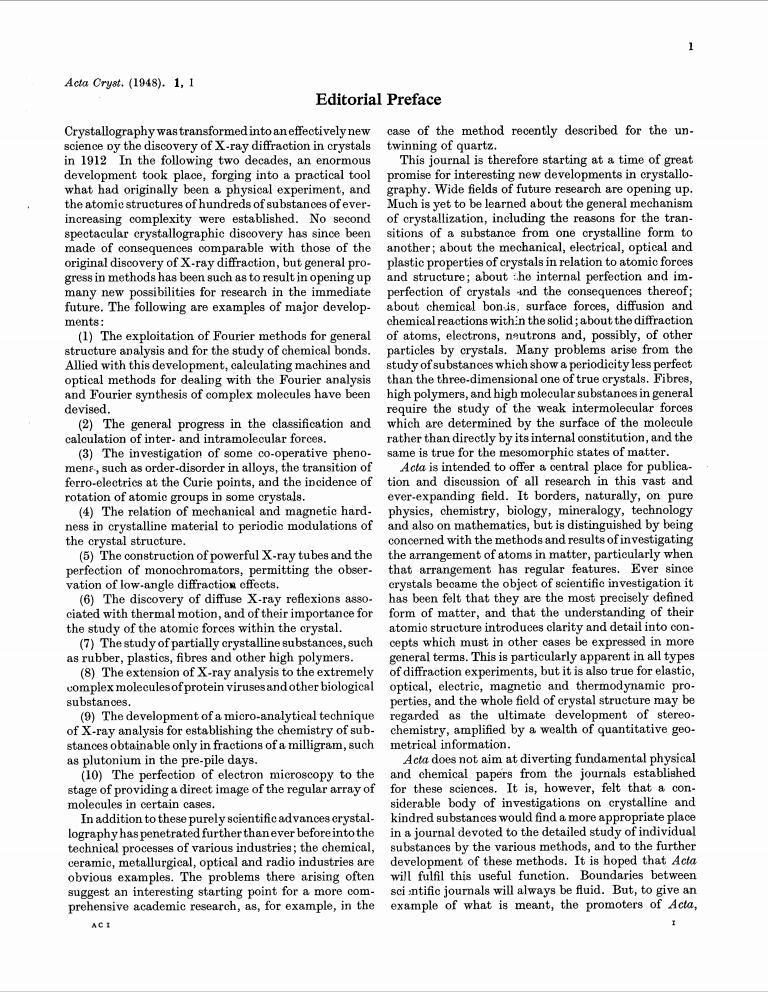 1
Acta Cryst. (1948). 1, 1
Editorial Preface
Crystallography was transformed into an effectively new
science by the discovery of X-ray diffraction in crystals
in 1912 In the following two decades, an enormous
development took place, forging into a practical tool
what had originally been a physical experiment, and
the atomic structures of hundreds of substances of ever-
increasing complexity were established. No second
spectacular crystallographic discovery has since been
made of consequences comparable with those of the
original discovery of X-ray diffraction, but general pro-
gress in methods has been such as to result in opening up
many new possibilities for research in the immediate
future. The following are examples of major develop-
ments:
(1) The exploitation of Fourier methods for general
structure analysis and for the study of chemical bonds.
Allied with this development, calculating machines and
optical methods for dealing with the Fourier analysis
and Fourier synthesis of complex molecules have been
devised.
(2) The general progress in the classification and
calculation of inter- and intramolecular forces.
(3) The investigation of some co-operative pheno-
mena, such as order-disorder in alloys, the transition of
ferro-electrics at the Curie points, and the incidence of
rotation of atomic groups in some crystals.
(4) The relation of mechanical and magnetic hard-
ness in crystalline material to periodic modulations of
the crystal structure.
(5) The construction of powerful X-ray tubes and the
perfection of monochromators, permitting the obser-
vation of low-angle diffraction effects.
(6) The discovery of diffuse X-ray reflexions asso-
ciated with thermal motion, and of their importance for
the study of the atomic forces within the crystal.
(7) The study of partially crystalline substances, such
as rubber, plastics, fibres and other high polymers.
(8) The extension of X-ray analysis to the extremely
complex molecules of protein viruses and other biological
substances.
(9) The development of a micro-analytical technique
of X-ray analysis for establishing the chemistry of sub-
stances obtainable only in fractions of a milligram, such
as plutonium in the pre-pile days.
(10) The perfection of electron microscopy to the
stage of providing a direct image of the regular array of
molecules in certain cases.
In addition to these purely scientific advances crystal-
lography has penetrated further than ever before into the
technical processes of various industries; the chemical,
ceramic, metallurgical, optical and radio industries are
obvious examples. The problems there arising often
suggest an interesting starting point for a more com-
prehensive academic research, as, for example, in the
case of the method recently described for the un-
twinning of quartz.
This journal is therefore starting at a time of great
promise for interesting new developments in crystallo-
graphy. Wide fields of future research are opening up.
Much is yet to be learned about the general mechanism
of crystallization, including the reasons for the tran-
sitions of a substance from one crystalline form to
another; about the mechanical, electrical, optical and
plastic properties of crystals in relation to atomic forces
and structure; about the internal perfection and im-
perfection of crystals and the consequences thereof;
about chemical bonds, surface forces, diffusion and
chemical reactions within the solid; about the diffraction
of atoms, electrons, neutrons and, possibly, of other
particles by crystals. Many problems arise from the
study of substances which show a periodicity less perfect
than the three-dimensional one of true crystals. Fibres,
high polymers, and high molecular substances in general
require the study of the weak intermolecular forces
which are determined by the surface of the molecule
rather than directly by its internal constitution, and the
same is true for the mesomorphic states of matter.
Acta is intended to offer a central place for publica-
tion and discussion of all research in this vast and
ever-expanding field. It borders, naturally, on pure
physics, chemistry, biology, mineralogy, technology
and also on mathematics, but is distinguished by being
concerned with the methods and results of investigating
the arrangement of atoms in matter, particularly when
that arrangement has regular features. Ever since
crystals became the object of scientific investigation it
has been felt that they are the most precisely defined
form of matter, and that the understanding of their
atomic structure introduces clarity and detail into con-
cepts which must in other cases be expressed in more
general terms. This is particularly apparent in all types
of diffraction experiments, but it is also true for elastic,
optical, electric, magnetic and thermodynamic pro-
perties, and the whole field of crystal structure may be
regarded as the ultimate development of stereo-
chemistry, amplified by a wealth of quantitative geo-
metrical information.
Acta does not aim at diverting fundamental physical
and chemical papers from the journals established
for these sciences. It is, however, felt that a con-
siderable body of investigations on crystalline and
kindred substances would find a more appropriate place
in a journal devoted to the detailed study of individual
substances by the various methods, and to the further
development of these methods. It is hoped that Acta
will fulfil this useful function. Boundaries between
scientific journals will always be fluid. But, to give an
example of what is meant, the promoters of Acta,
AC 1
1